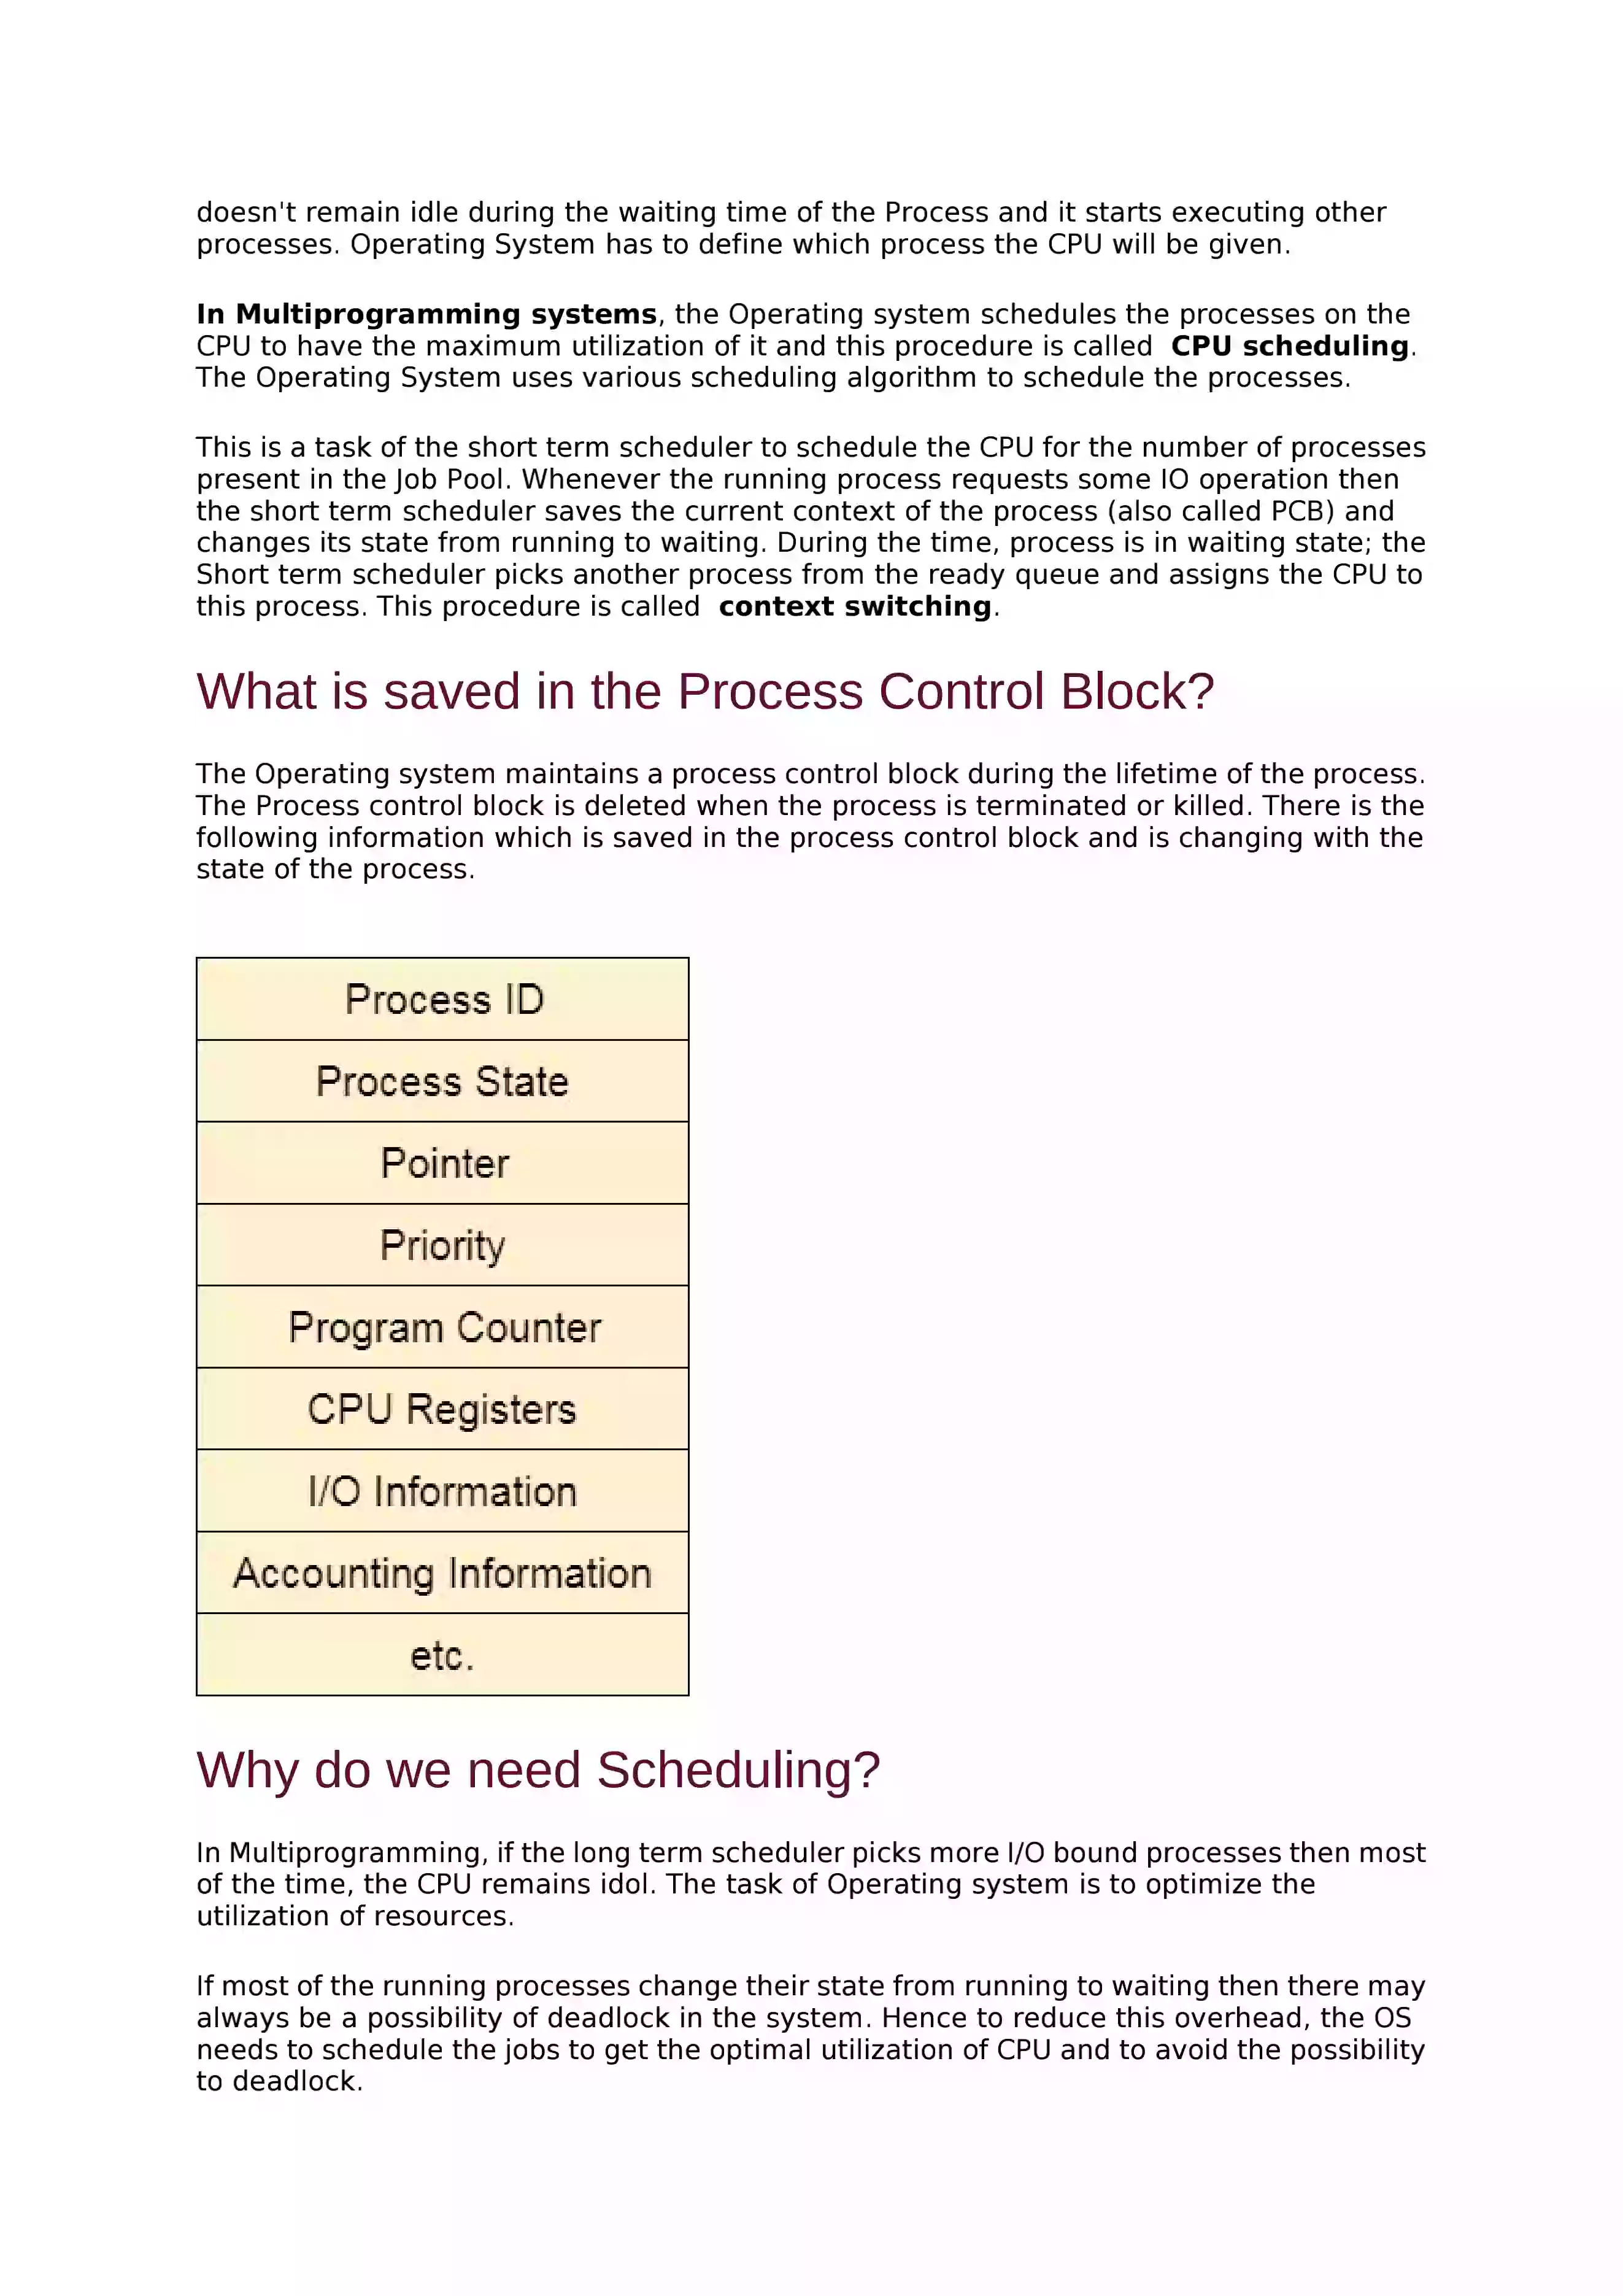 doesn't remain idle during the waiting time of the Process and it starts executing other
processes. Operating System has to define which process the CPU will be given.
In Multiprogramming systems, the Operating system schedules the processes on the
CPU to have the maximum utilization of it and this procedure is called CPU scheduling.
The Operating System uses various scheduling algorithm to schedule the processes.
This is a task of the short term scheduler to schedule the CPU for the number of processes
present in the Job Pool. Whenever the running process requests some IO operation then
the short term scheduler saves the current context of the process (also called PCB) and
changes its state from running to waiting. During the time, process is in waiting state; the
Short term scheduler picks another process from the ready queue and assigns the CPU to
this process. This procedure is called context switching.
What is saved in the Process Control Block?
The Operating system maintains a process control block during the lifetime of the process.
The Process control block is deleted when the process is terminated or killed. There is the
following information which is saved in the process control block and is changing with the
state of the process.
Process ID
Process State
Pointer
Priority
Program Counter
CPU Registers
I/O Information
Accounting Information
etc.
Why do we need Scheduling?
In Multiprogramming, if the long term scheduler picks more I/O bound processes then most
of the time, the CPU remains idol. The task of Operating system is to optimize the
utilization of resources.
If most of the running processes change their state from running to waiting then there may
always be a possibility of deadlock in the system. Hence to reduce this overhead, the OS
needs to schedule the jobs to get the optimal utilization of CPU and to avoid the possibility
to deadlock.